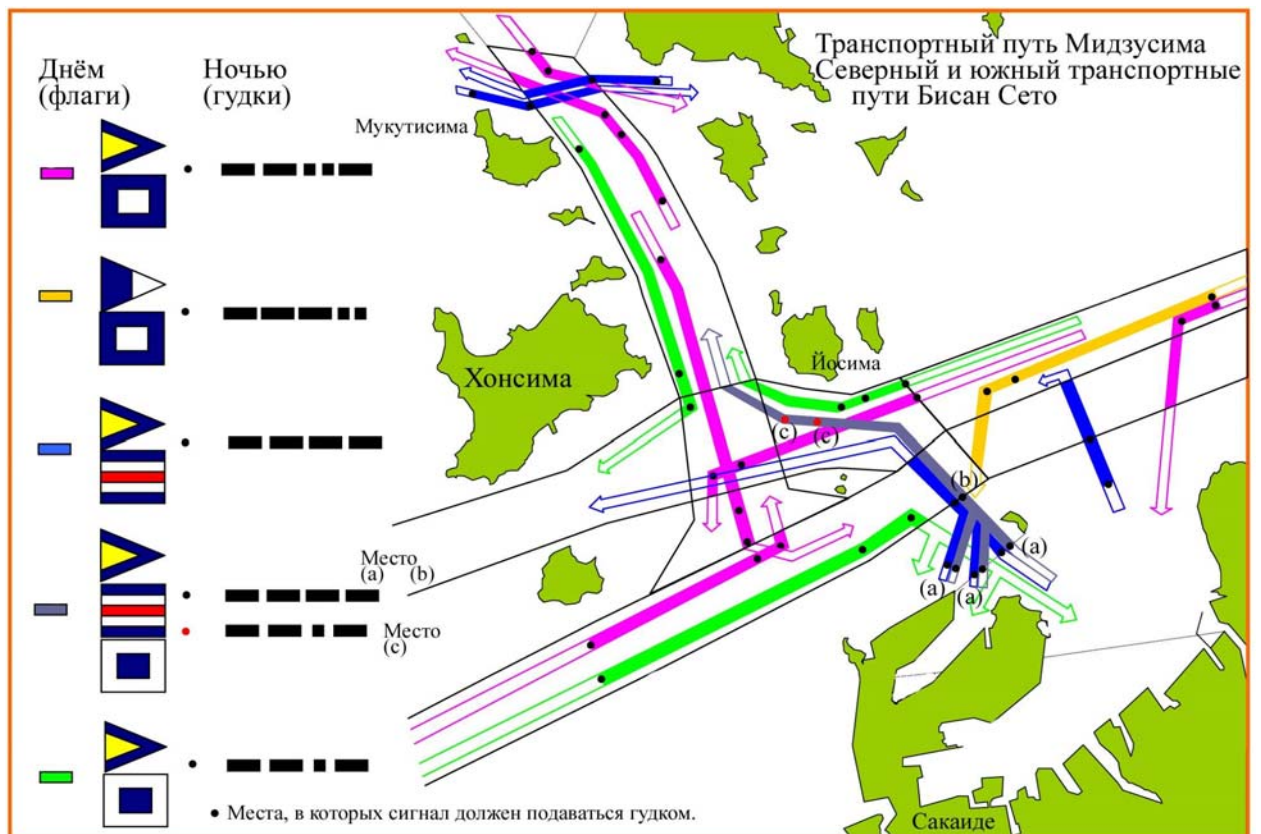 Транспортный путь Мидзусима
Северный и южный транспортные
пути Бисан Сето
Днём
(флаги)
Ночью
(гудки)
Мукутисима
Йосима
Хонсима
(c)
(c)
(b)
(a)
(a)
(a)
Место
(a) (b)
Место
(c)
Места, в которых сигнал должен подаваться гудком.
Сакаиде